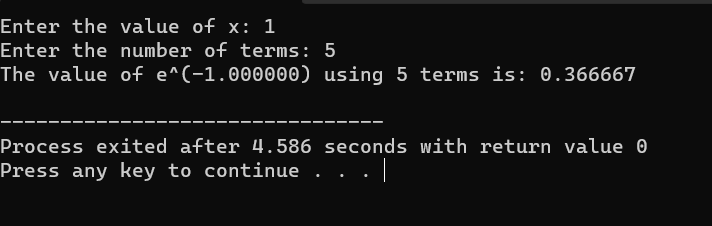 Enter the value of x: 1
Enter the number of terms: 5
The value of e^(-1.000000) using 5 terms is: 0.366667
--------------------------------
Process exited after 4.586 seconds with return value 0
Press any key to continue . . .